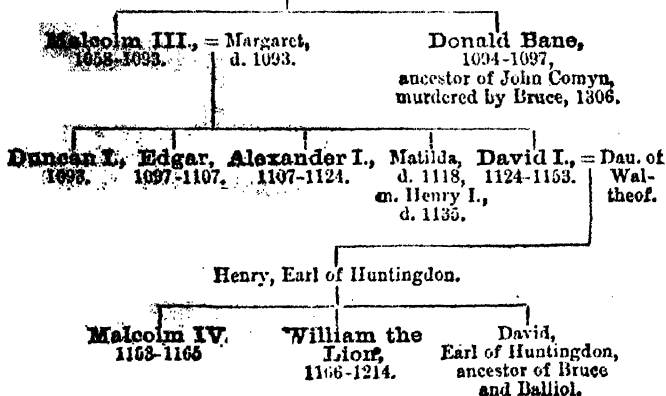 Malcolm III., = Margaret,
1058-1093. d. 1093.
Donald Bane,
1094-1097,
ancestor of John Comyn,
murdered by Bruce, 1306.
Duncan I., Edgar, Alexander I., Matilda, David I., = Dau. of
1093. 1097-1107. 1107-1124. d. 1118, 1124-1153. Wal-
m. Henry I., theof.
d. 1135.
Henry, Earl of Huntingdon.
Malcolm IV.
1153-1165
William the
Lion,
1166-1214.
David,
Earl of Huntingdon,
ancestor of Bruce
and Balliol.